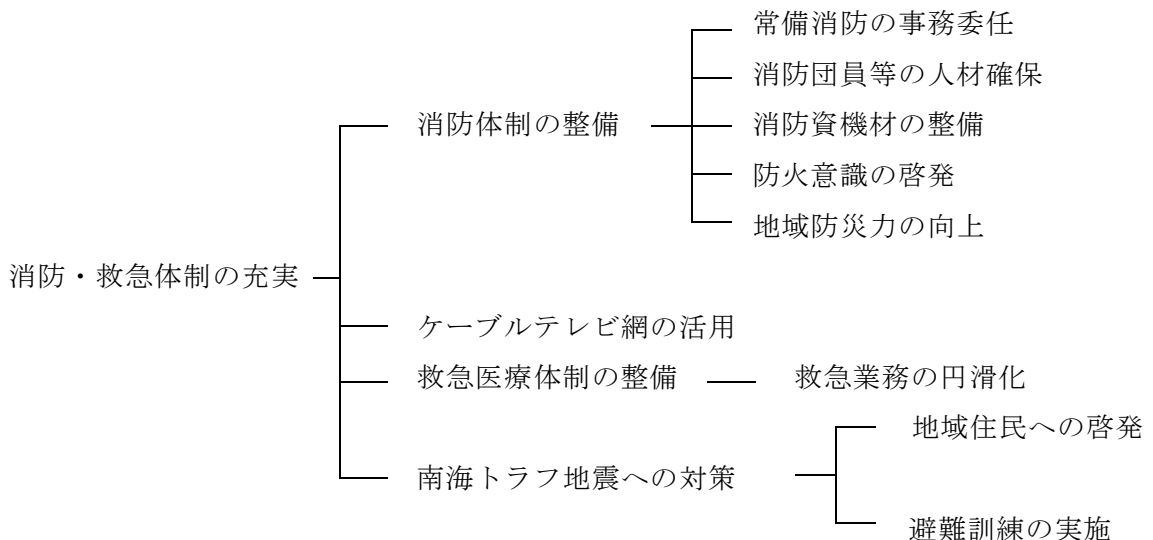 常備消防の事務委任
消防団員等の人材確保
消防体制の整備
消防資機材の整備
防火意識の啓発
地域防災力の向上
消防・救急体制の充実
ケーブルテレビ網の活用
救急医療体制の整備
救急業務の円滑化
地域住民への啓発
南海トラフ地震への対策
避難訓練の実施